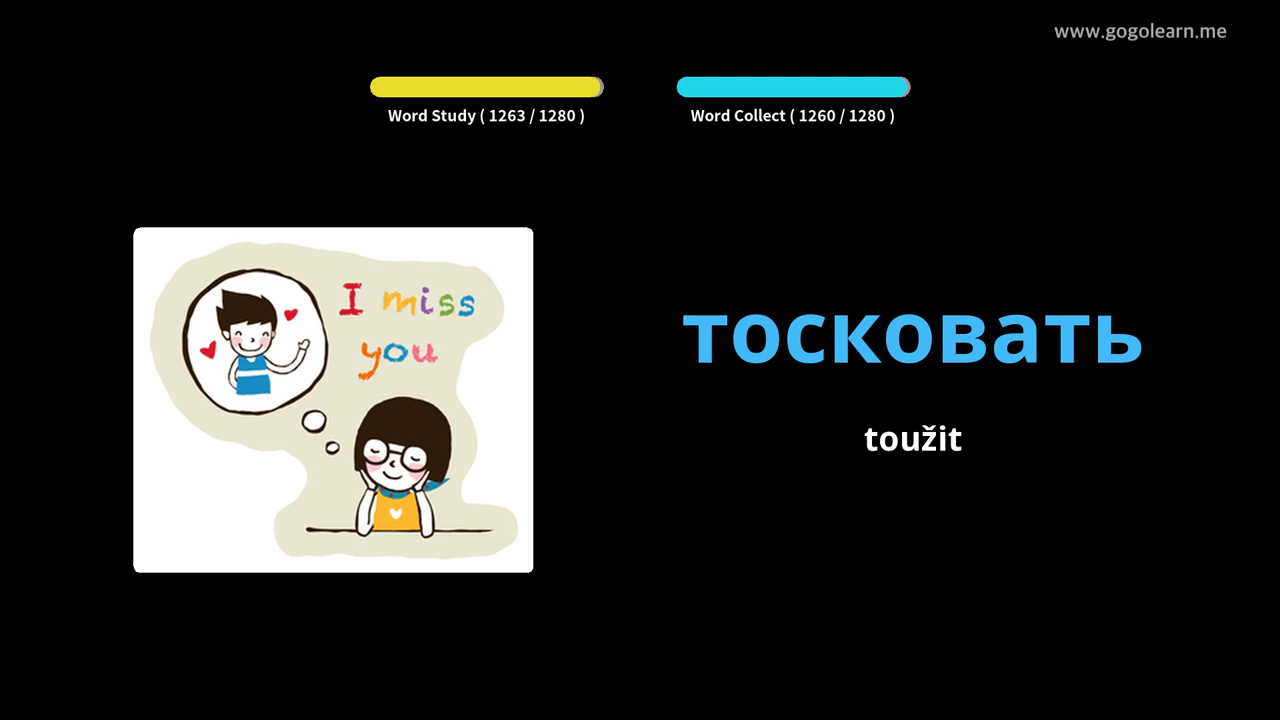 www.gogolearn.me
Word Study ( 1263 / 1280 )
Word Collect ( 1260 / 1280 )
I miss
you
тосковать
toužit